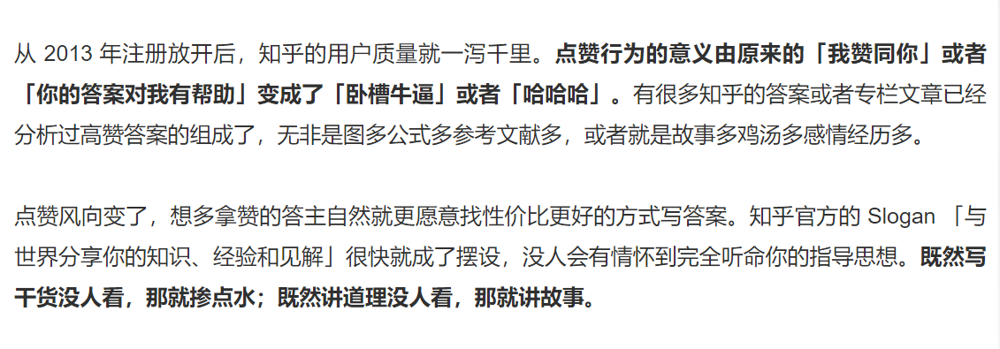 从 2013 年注册放开后，知乎的用户质量就一泻千里。点赞行为的意义由原来的「我赞同你」或者
「你的答案对我有帮助」变成了「卧槽牛逼」或者「哈哈哈」。有很多知乎的答案或者专栏文章已经
分析过高赞答案的组成了，无非是图多公式多参考文献多，或者就是故事多鸡汤多感情经历多。
点赞风向变了，想多拿赞的答主自然就更愿意找性价比更好的方式写答案。知乎官方的 Slogan 「与
世界分享你的知识、经验和见解」很快就成了摆设，没人会有情怀到完全听命你的指导思想。既然写
干货没人看，那就掺点水；既然讲道理没人看，那就讲故事。